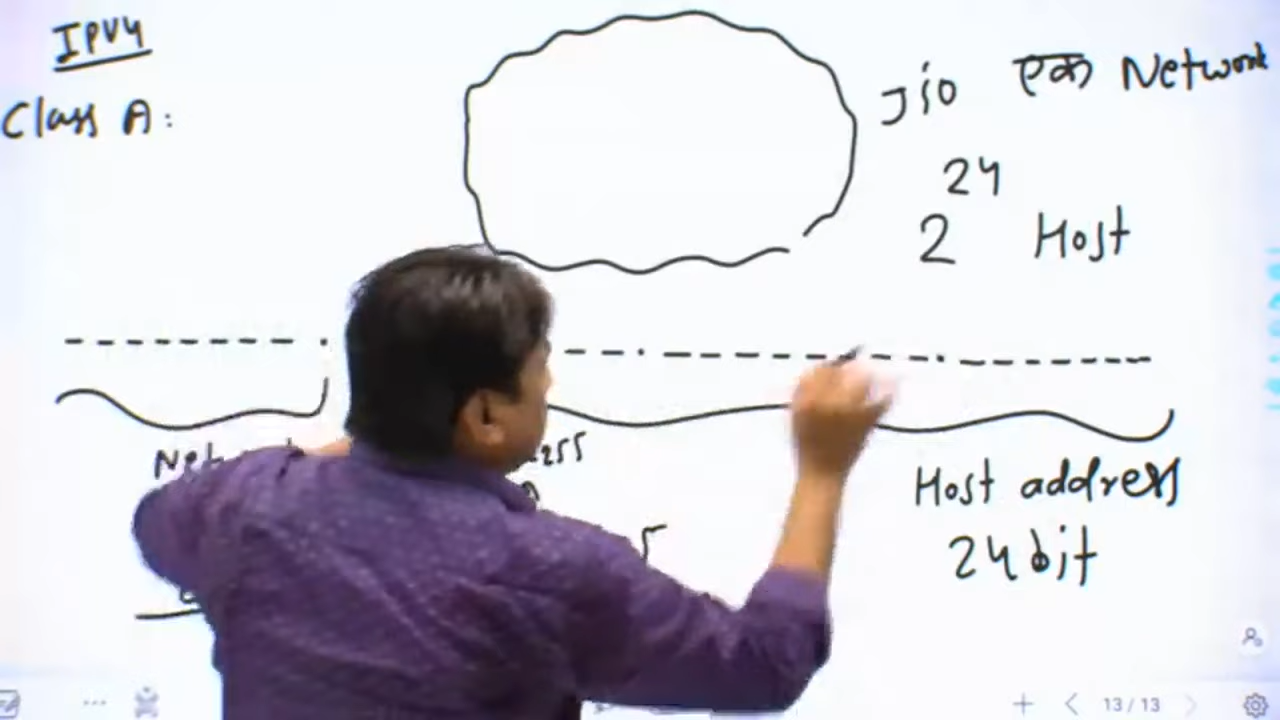 IPV4
Class A:
Jio एक Network
2^24 Host
255
Host address
24 bit
13 / 13